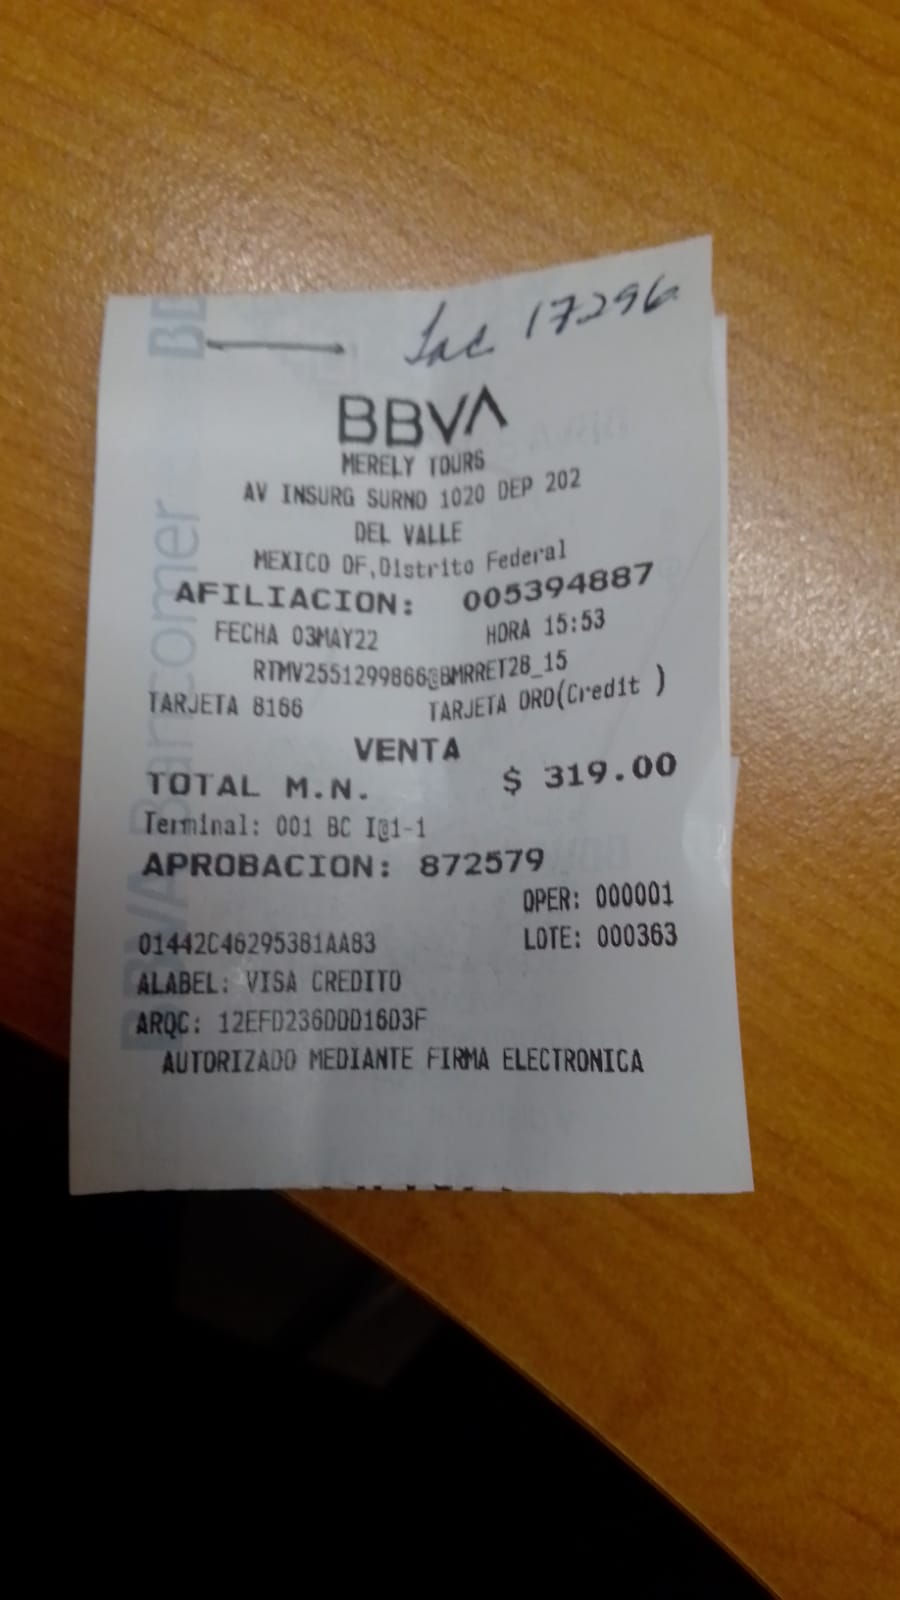 Fac 17296
BBVA
MERELY TOURS
AV INSURG SURNO 1020 DEP 202
DEL VALLE
MEXICO DF,Distrito Federal
AFILIACION: 005394887
FECHA 03MAY22 HORA 15:53
RTMV2551299866@BMRRET28_15
TARJETA 8166 TARJETA ORO(Credit )
VENTA
TOTAL M.N. $ 319.00
Terminal: 001 BC I@1-1
APROBACION: 872579
OPER: 000001
01442C46295381AA83 LOTE: 000363
ALABEL: VISA CREDITO
ARQC: 12EFD236DDD16D3F
AUTORIZADO MEDIANTE FIRMA ELECTRONICA
BBVA Bancomer